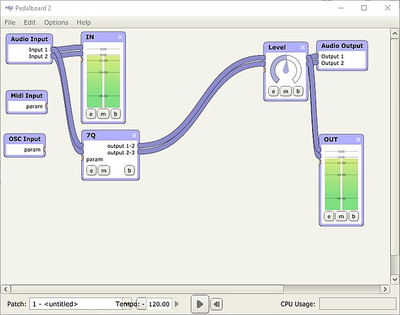 Pedalboard 2
File Edit Options Help
Audio Input
Input 1
Input 2
IN
Level
e m b
Audio Output
Output 1
Output 2
Midi Input
param
e m b
OSC Input
param
7Q
output 1-2
output 2-3
param
e m b
OUT
e m b
Patch: 1 - <untitled> Tempo: - 120.00 CPU Usage: